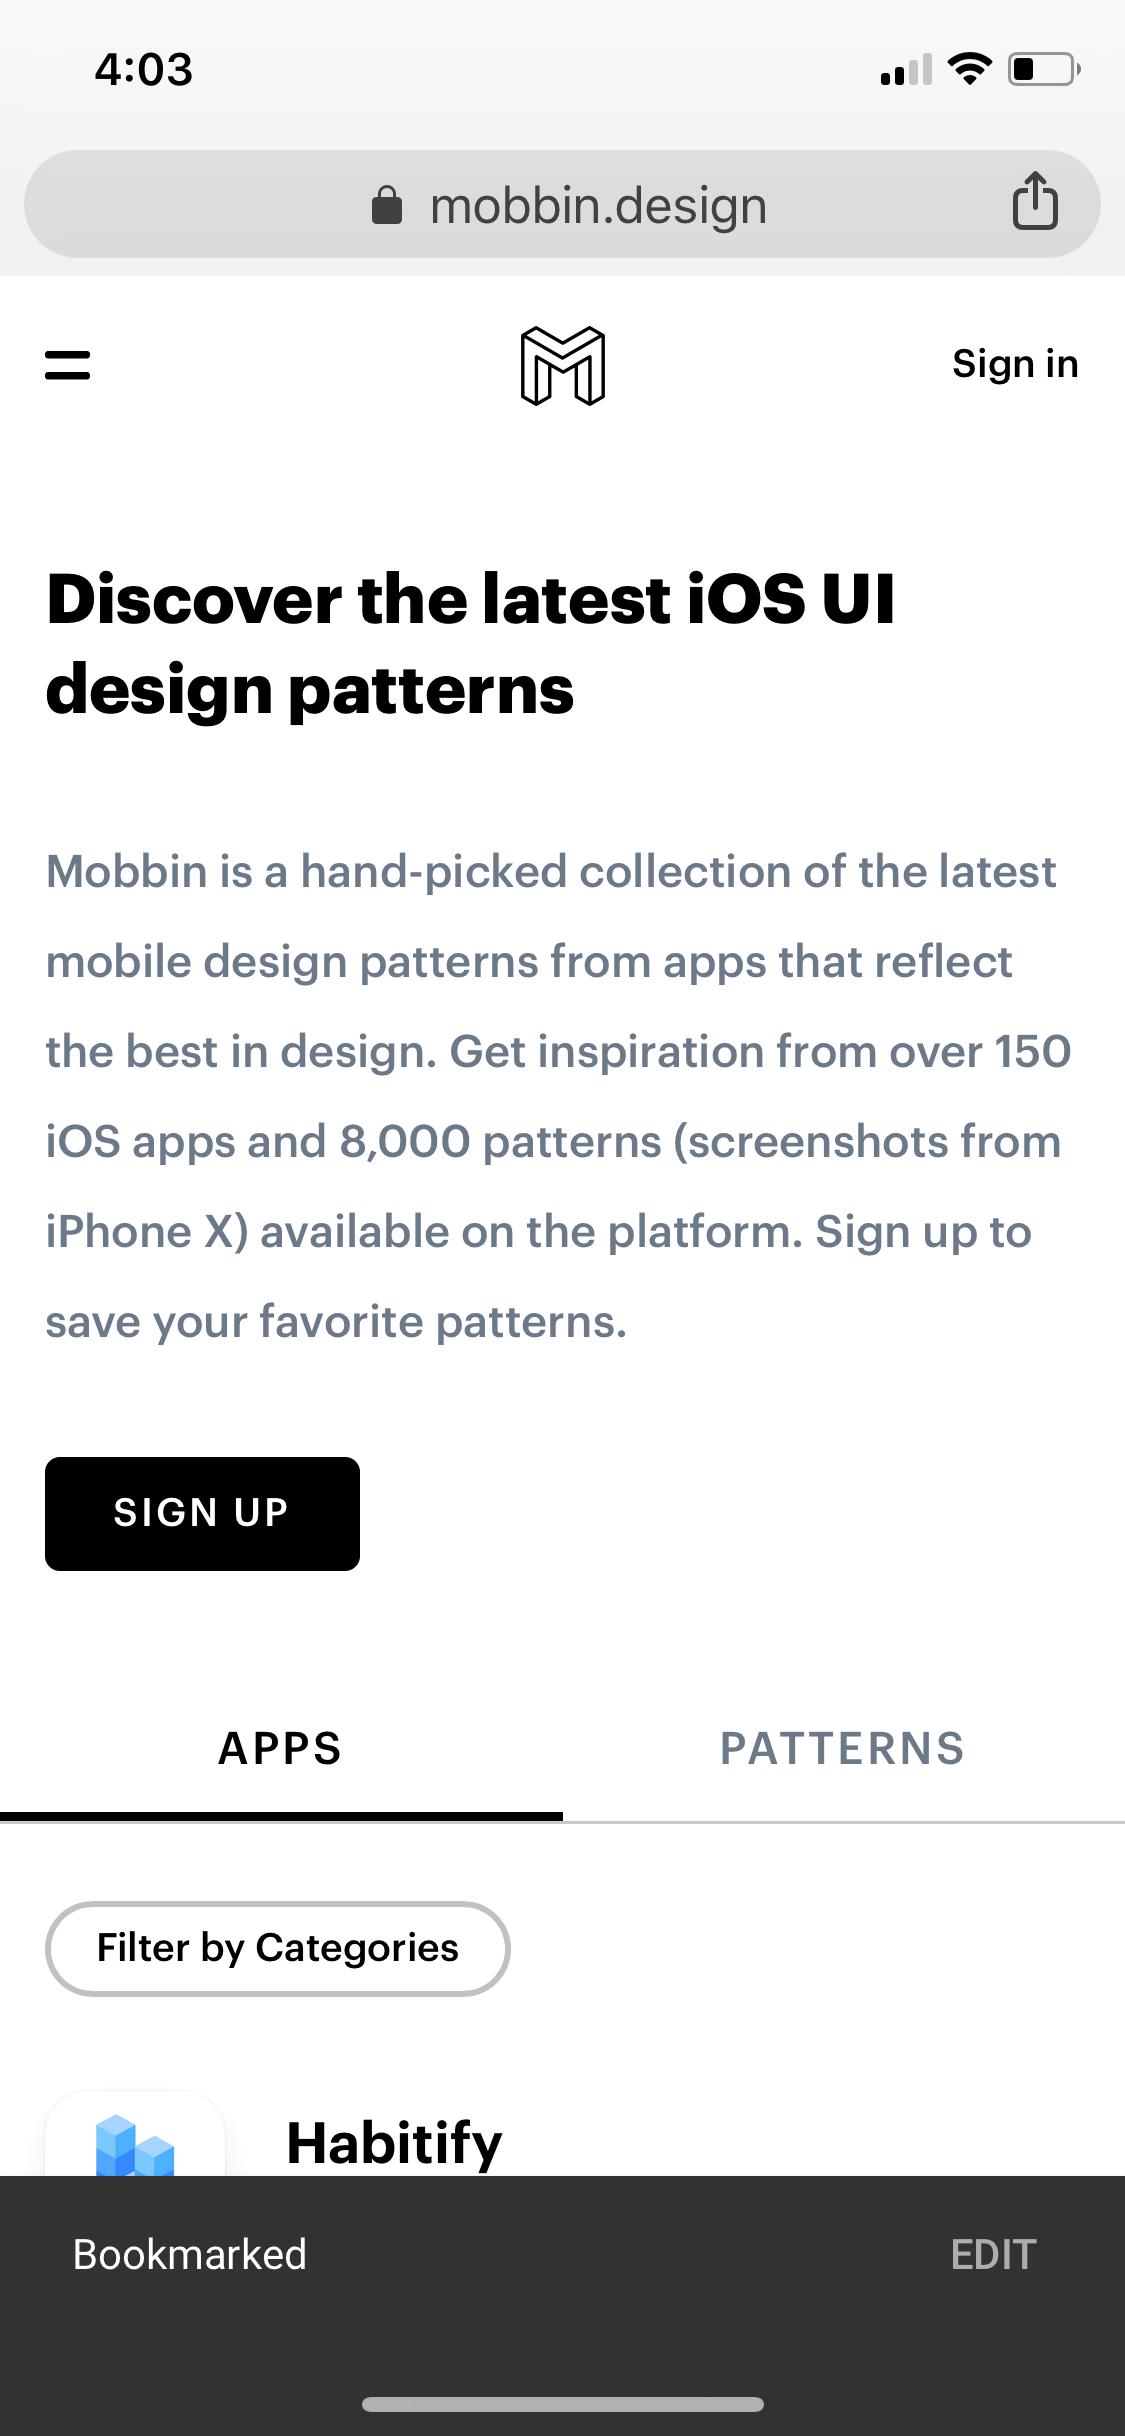 4:03
mobbin.design
Sign in
Discover the latest iOS UI
design patterns
Mobbin is a hand-picked collection of the latest
mobile design patterns from apps that reflect
the best in design. Get inspiration from over 150
iOS apps and 8,000 patterns (screenshots from
iPhone X) available on the platform. Sign up to
save your favorite patterns.
SIGN UP
APPS PATTERNS
Filter by Categories
Habitify
Bookmarked EDIT